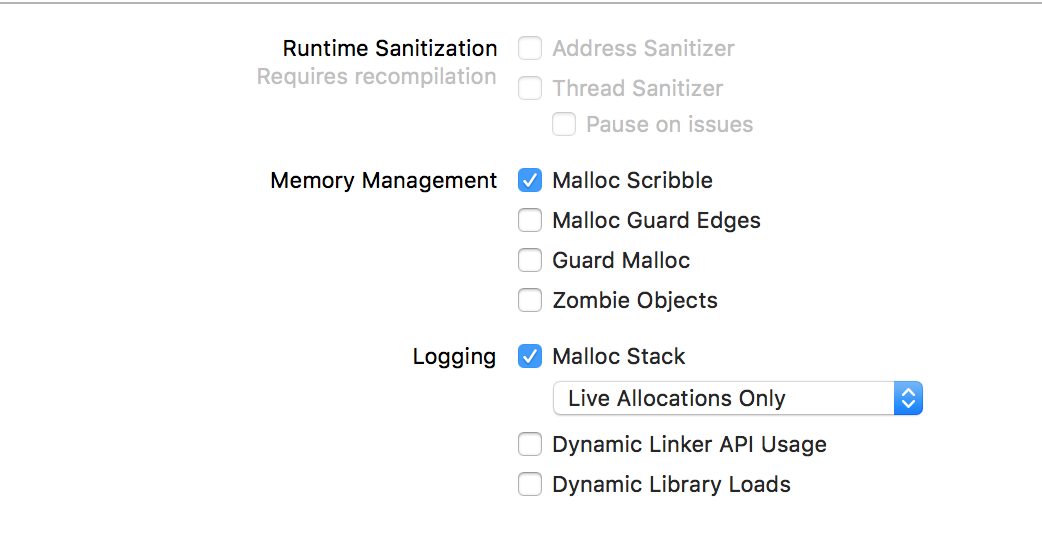 Runtime Sanitization Address Sanitizer
Requires recompilation
Thread Sanitizer
Pause on issues
Memory Management Malloc Scribble
Malloc Guard Edges
Guard Malloc
Zombie Objects
Logging Malloc Stack
Live Allocations Only
Dynamic Linker API Usage
Dynamic Library Loads